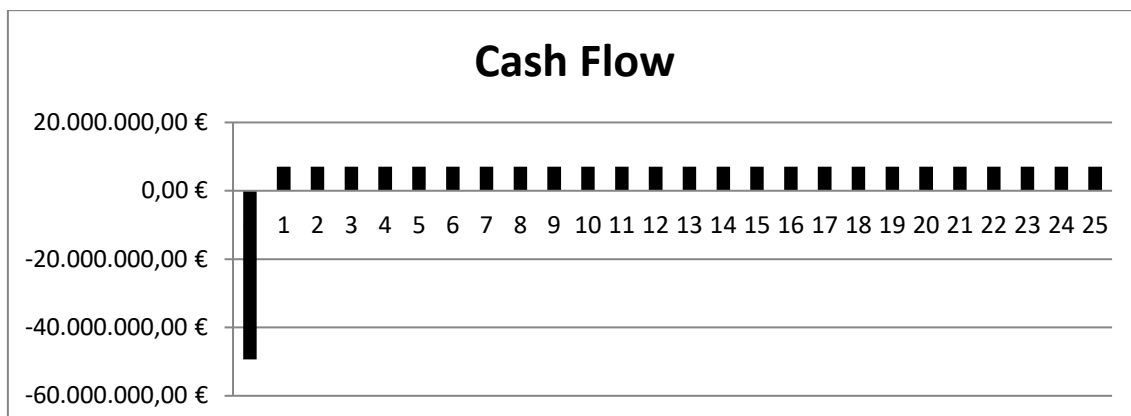 Cash Flow
20.000.000,00 €
0,00 €
1 2 3 4 5 6 7 8 9 10 11 12 13 14 15 16 17 18 19 20 21 22 23 24 25
-20.000.000,00 €
-40.000.000,00 €
-60.000.000,00 €